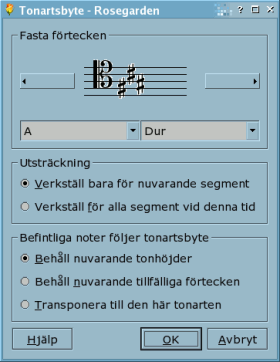 Tonartsbyte - Rosegarden
Fasta förtecken
A
Dur
Utsträckning
Verkställ bara för nuvarande segment
Verkställ för alla segment vid denna tid
Befintliga noter följer tonartsbyte
Behåll nuvarande tonhöjder
Behåll nuvarande tillfälliga förtecken
Transponera till den här tonarten
Hjälp
OK
Avbryt